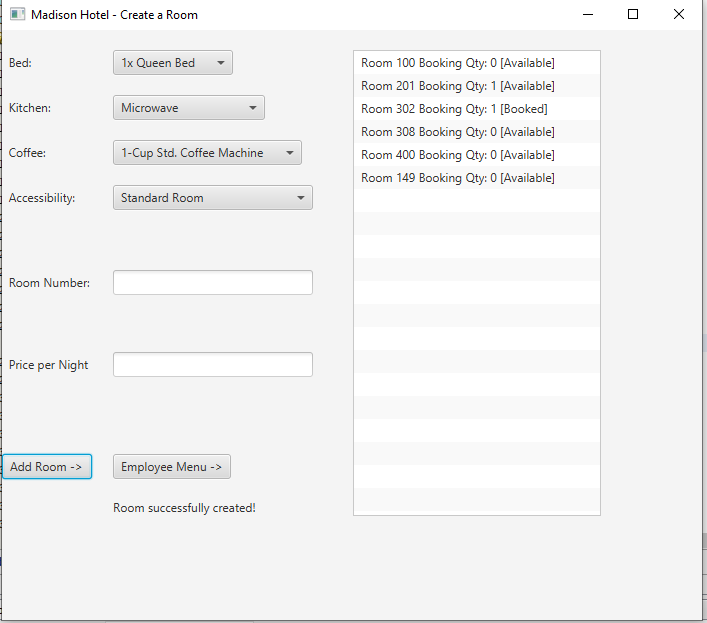 Madison Hotel - Create a Room
Bed:
1x Queen Bed
Kitchen:
Microwave
Coffee:
1-Cup Std. Coffee Machine
Accessibility:
Standard Room
Room Number:
Price per Night
Add Room ->
Employee Menu ->
Room successfully created!
Room 100 Booking Qty: 0 [Available]
Room 201 Booking Qty: 1 [Available]
Room 302 Booking Qty: 1 [Booked]
Room 308 Booking Qty: 0 [Available]
Room 400 Booking Qty: 0 [Available]
Room 149 Booking Qty: 0 [Available]